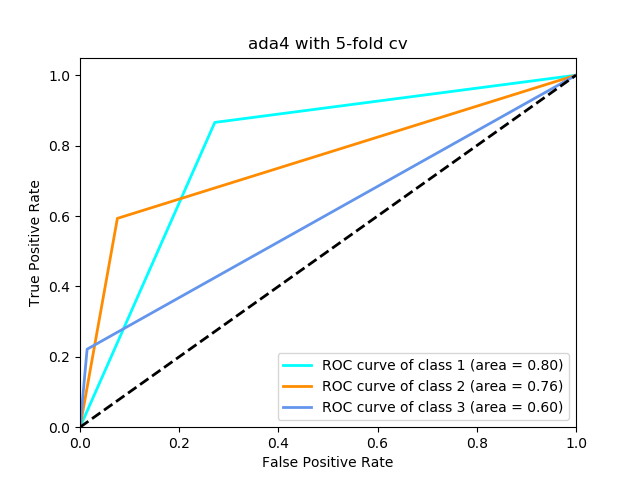 ada4 with 5-fold cv
1.0
0.8
0.6
0.4
0.2
0.0
True Positive Rate
0.0 0.2 0.4 0.6 0.8 1.0
False Positive Rate
ROC curve of class 1 (area = 0.80)
ROC curve of class 2 (area = 0.76)
ROC curve of class 3 (area = 0.60)